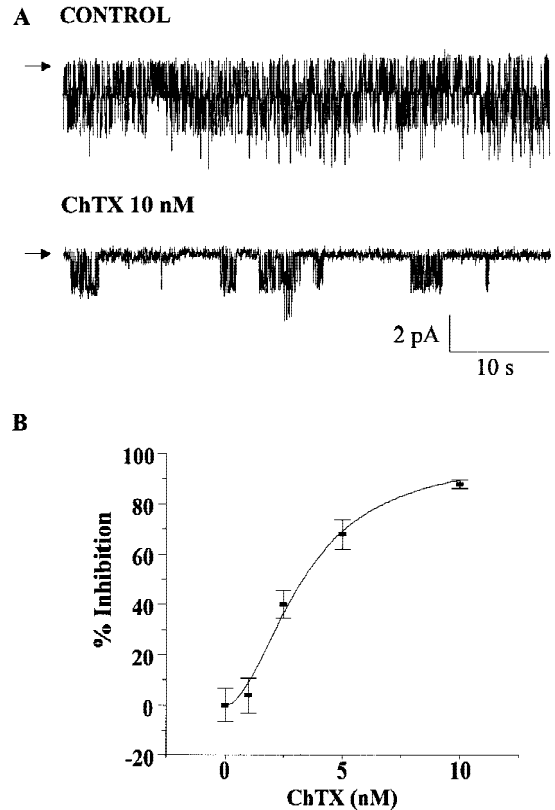 A CONTROL
ChTX 10 nM
2 pA
10 s
B
100
80
60
40
20
0
-20
% Inhibition
0 5 10
ChTX (nM)